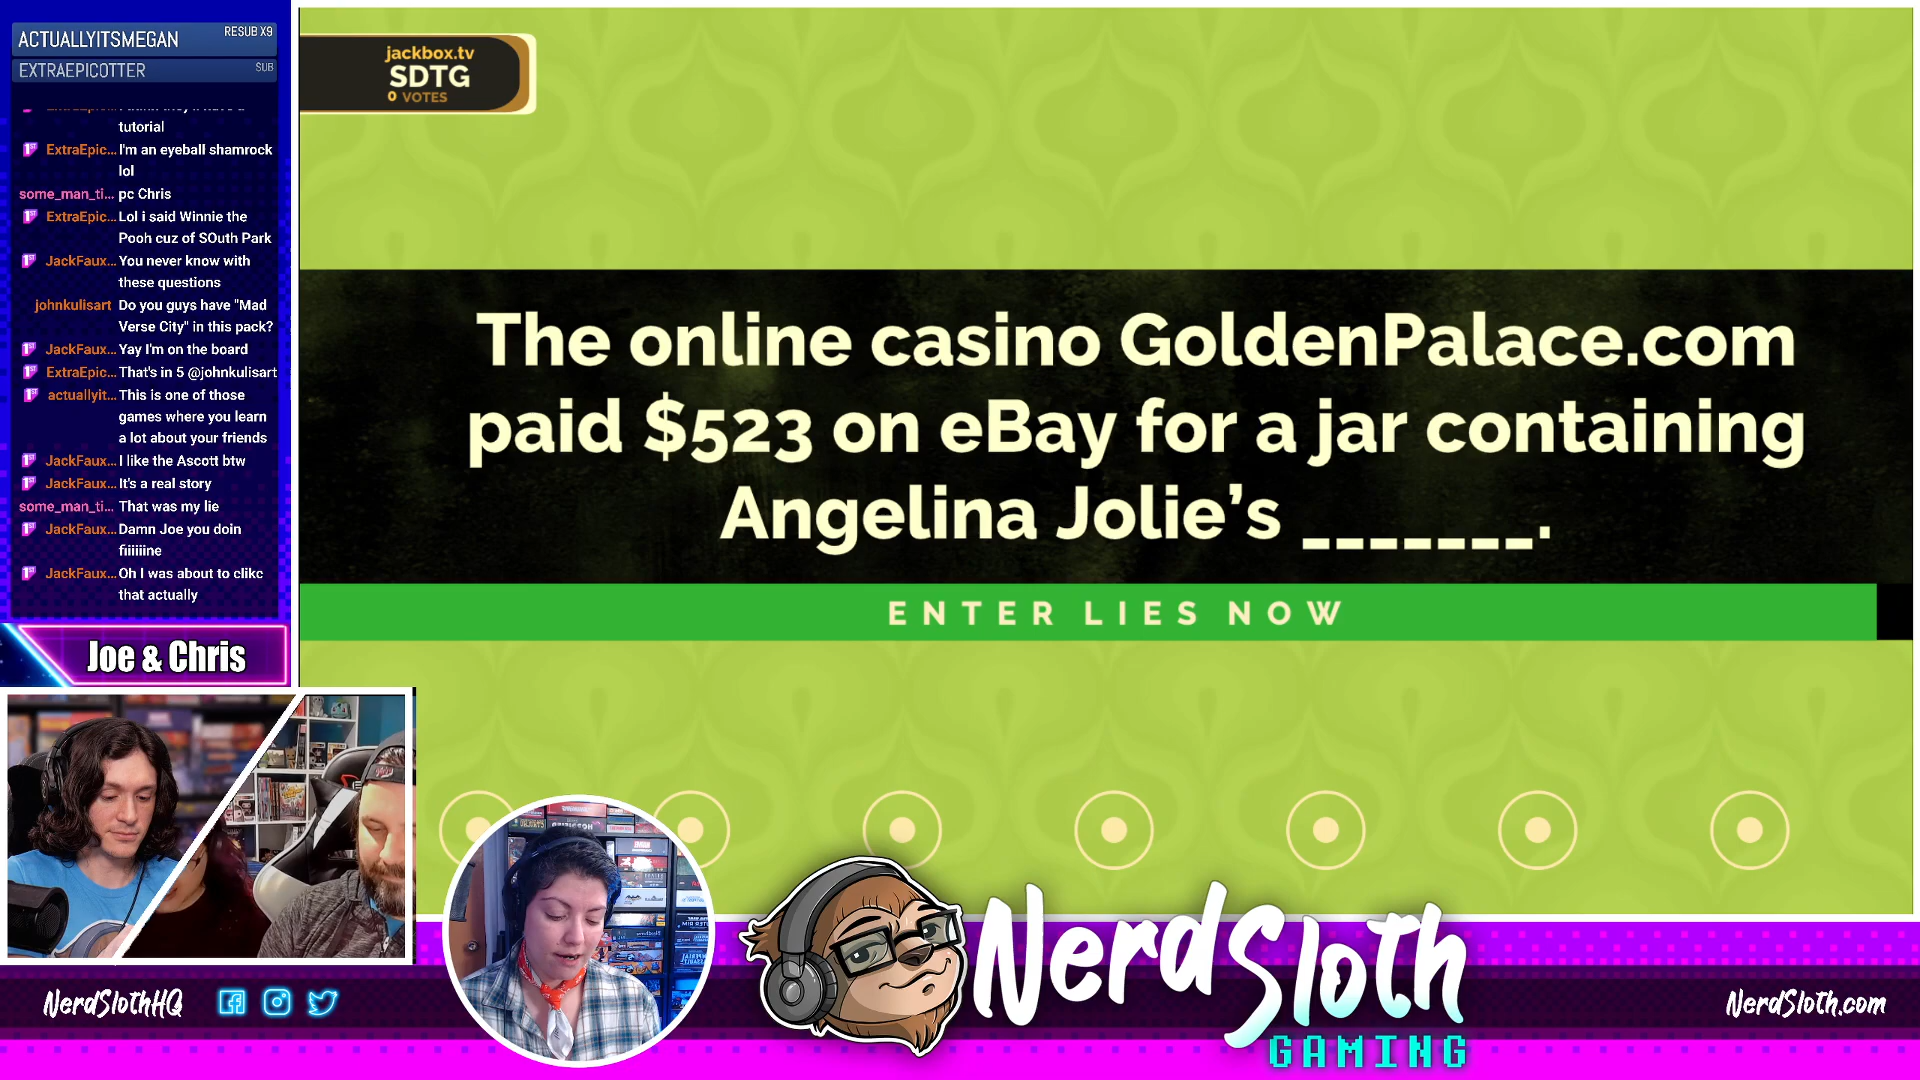 ACTUALLYITSMEGAN RESUB X9
EXTRAEPICOTTER SUB
tutorial
ExtraEpic... I'm an eyeball shamrock
lol
some_man_ti... pc Chris
ExtraEpic... Lol i said Winnie the
Pooh cuz of SOuth Park
JackFaux... You never know with
these questions
johnkulisart Do you guys have "Mad
Verse City" in this pack?
JackFaux... Yay I'm on the board
ExtraEpic... That's in 5 @johnkulisart
actuallyit... This is one of those
games where you learn
a lot about your friends
JackFaux... I like the Ascott btw
JackFaux... It's a real story
some_man_ti... That was my lie
JackFaux... Damn Joe you doin
fiiiiiine
JackFaux... Oh I was about to clikc
that actually
Joe & Chris
jackbox.tv
SDTG
0 VOTES
The online casino GoldenPalace.com
paid $523 on eBay for a jar containing
Angelina Jolie's _______.
ENTER LIES NOW
NerdSlothHQ
NerdSloth
GAMING
NerdSloth.com